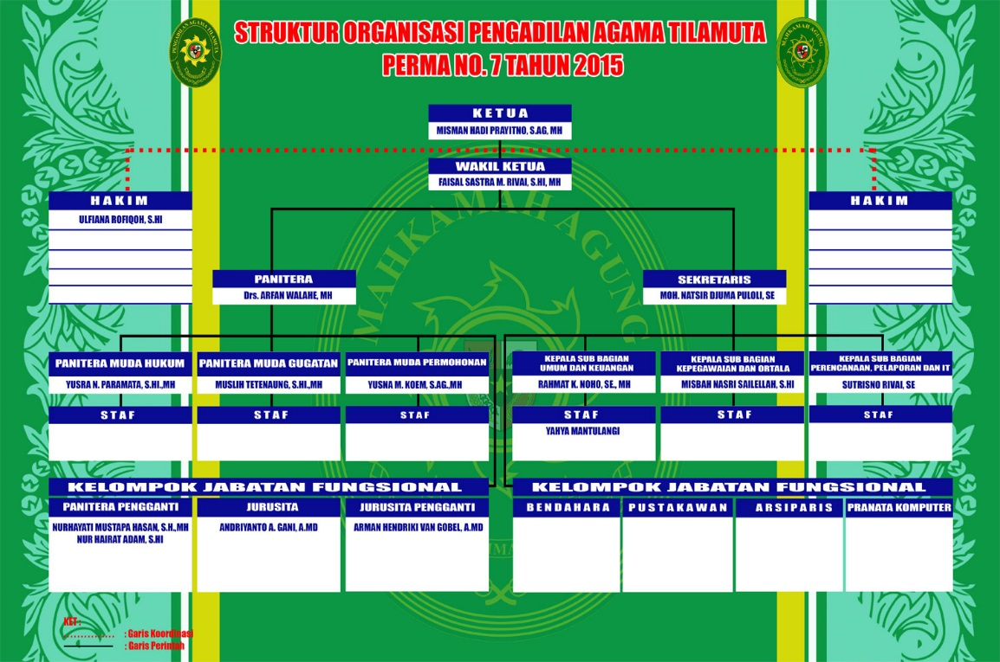 STRUKTUR ORGANISASI PENGADILAN AGAMA TILAMUTA
PERMA NO. 7 TAHUN 2015
PENGADILAN AGAMA TILAMUTA
MAHKAMAH AGUNG
KETUA
MISMAN HADI PRAYITNO, S.AG, MH
WAKIL KETUA
FAISAL SASTRA M. RIVAI, S.HI, MH
HAKIM
ULFIANA ROFIQOH, S.HI
HAKIM
MAHKAMAH AGUNG
PANITERA
Drs. ARFAN WALAHE, MH
SEKRETARIS
MOH. NATSIR DJUMA PULOLI, SE
PANITERA MUDA HUKUM
YUSRA N. PARAMATA, S.HI.,MH
PANITERA MUDA GUGATAN
MUSLIH TETENAUNG, S.HI.,MH
PANITERA MUDA PERMOHONAN
YUSNA M. KOEM, S.AG.,MH
KEPALA SUB BAGIAN
UMUM DAN KEUANGAN
RAHMAT K. NOHO, SE., MH
KEPALA SUB BAGIAN
KEPEGAWAIAN DAN ORTALA
MISBAH NASRI SAILELLAH, S.HI
KEPALA SUB BAGIAN
PERENCANAAN, PELAPORAN DAN IT
SUTRISNO RIVAI, SE
STAF
STAF
STAF
STAF
YAHYA MANTULANGI
STAF
STAF
KELOMPOK JABATAN FUNGSIONAL
PANITERA PENGGANTI
NURHAYATI MUSTAPA HASAN, S.H.,MH
NUR HAIRAT ADAM, S.HI
JURUSITA
ANDRIYANTO A. GANI, A.MD
JURUSITA PENGGANTI
ARMAN HENDRIKI VAN GOBEL, A.MD
KELOMPOK JABATAN FUNGSIONAL
BENDAHARA
PUSTAKAWAN
ARSIPARIS
PRANATA KOMPUTER
KET :
: Garis Koordinasi
: Garis Perintah